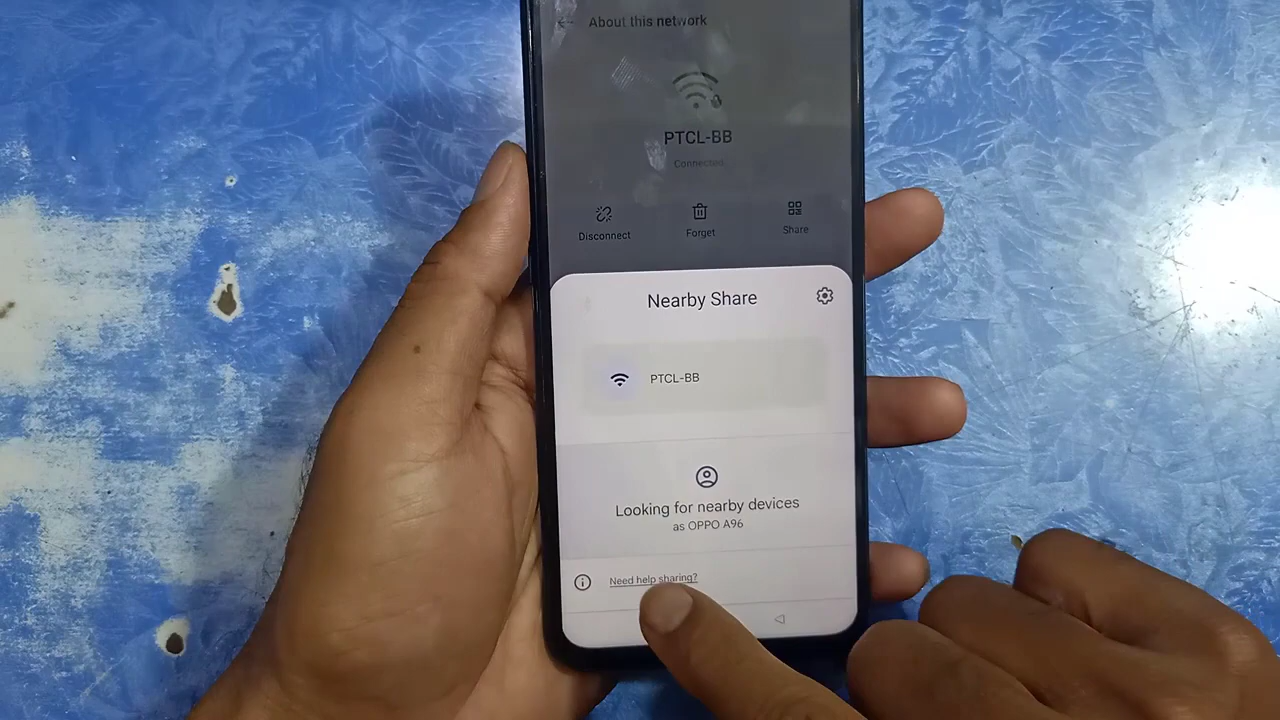 About this network
PTCL-BB
Connected
Disconnect
Forget
Share
Nearby Share
PTCL-BB
Looking for nearby devices
as OPPO A96
Need help sharing?